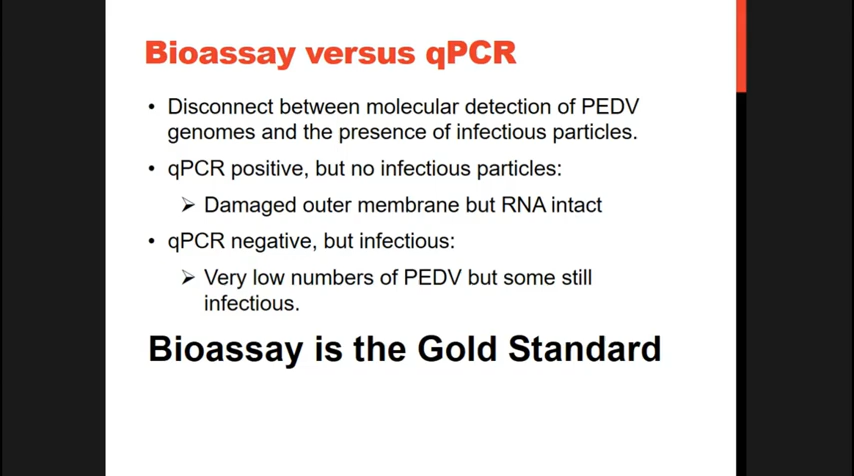 Bioassay versus qPCR
• Disconnect between molecular detection of PEDV
genomes and the presence of infectious particles.
• qPCR positive, but no infectious particles:
➢ Damaged outer membrane but RNA intact
• qPCR negative, but infectious:
➢ Very low numbers of PEDV but some still
infectious.
Bioassay is the Gold Standard